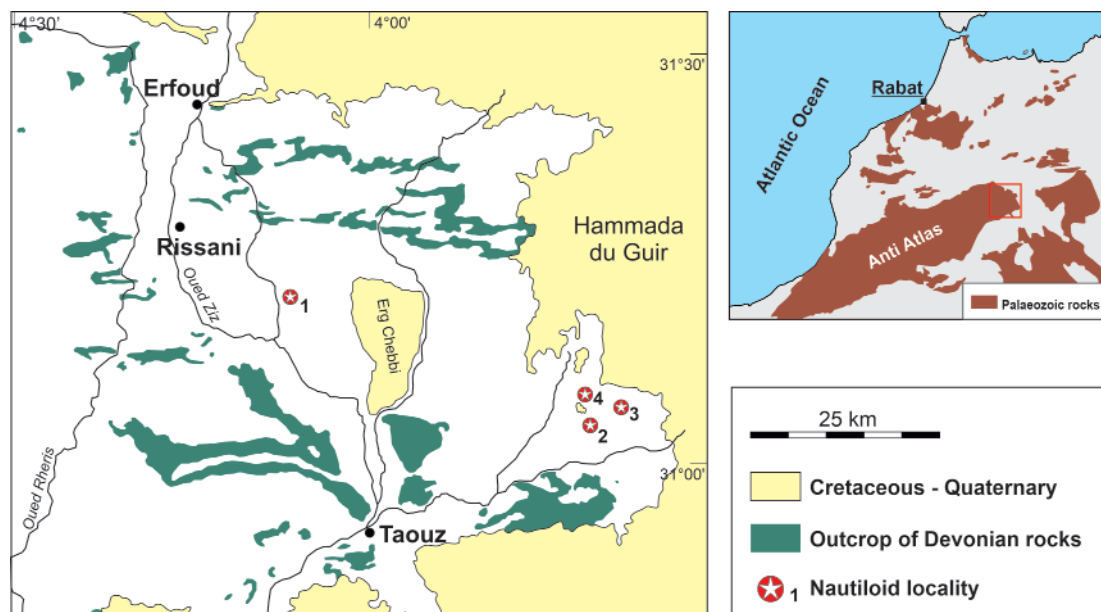 4°30'
4°00'
31°30'
Erfoud
Rissani
Oued Ziz
1
Erg Chebbi
Hammada
du Guir
4
3
2
31°00'
Oued Rheris
Taouz
Rabat
Atlantic Ocean
Anti Atlas
Palaeozoic rocks
25 km
Cretaceous - Quaternary
Outcrop of Devonian rocks
1 Nautiloid locality